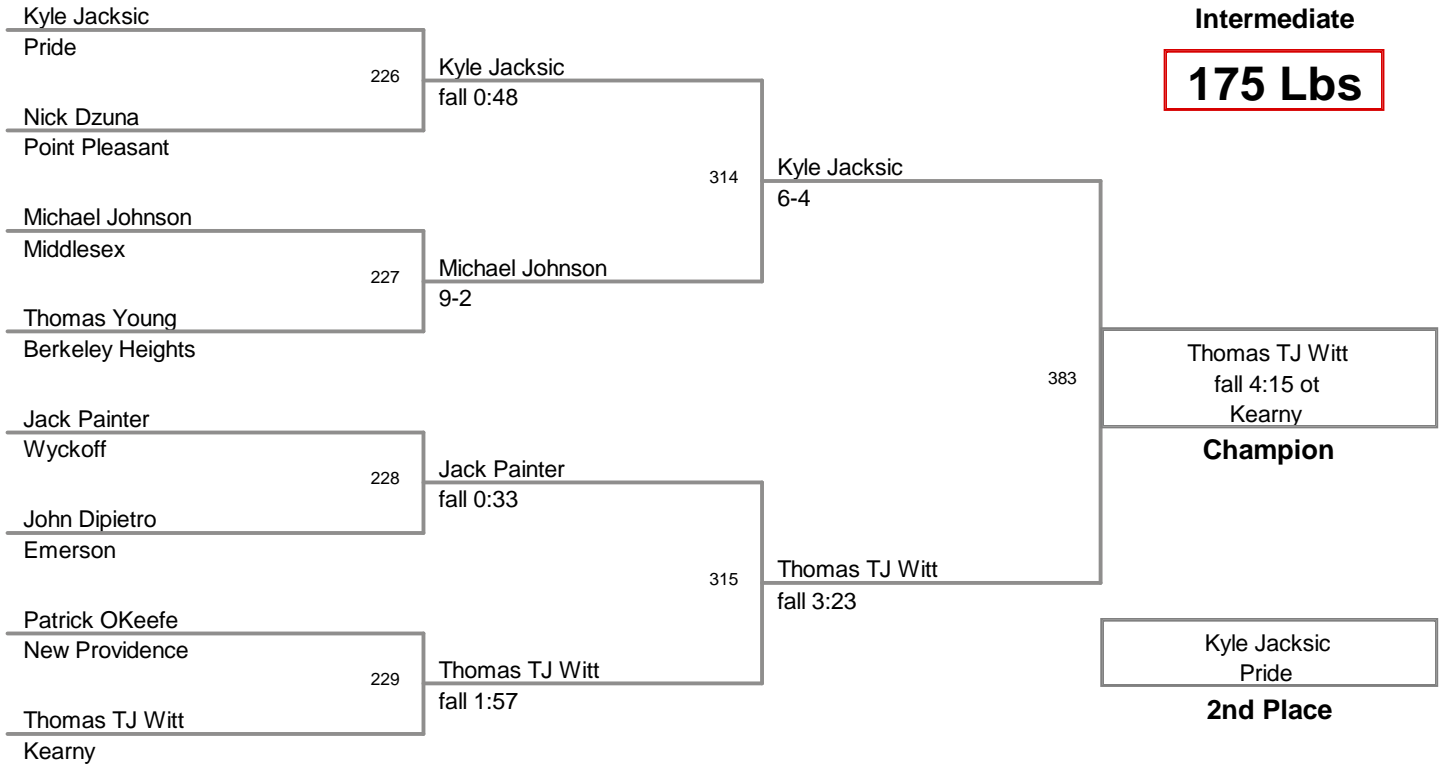 Kyle Jacksic
Pride
226
Nick Dzuna
Point Pleasant
Michael Johnson
Middlesex
227
Thomas Young
Berkeley Heights
Jack Painter
Wyckoff
228
John Dipietro
Emerson
Patrick OKeefe
New Providence
229
Thomas TJ Witt
Kearny
Kyle Jacksic
fall 0:48
314
Michael Johnson
9-2
Jack Painter
fall 0:33
315
Thomas TJ Witt
fall 1:57
Kyle Jacksic
6-4
383
Thomas TJ Witt
fall 3:23
Intermediate
175 Lbs
Thomas TJ Witt
fall 4:15 ot
Kearny
Champion
Kyle Jacksic
Pride
2nd Place